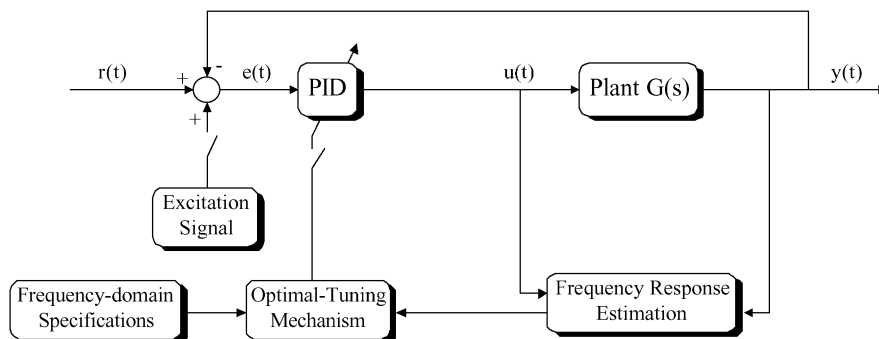 r(t)
+
-
e(t)
PID
u(t)
Plant G(s)
y(t)
+
Excitation
Signal
Frequency-domain
Specifications
Optimal-Tuning
Mechanism
Frequency Response
Estimation